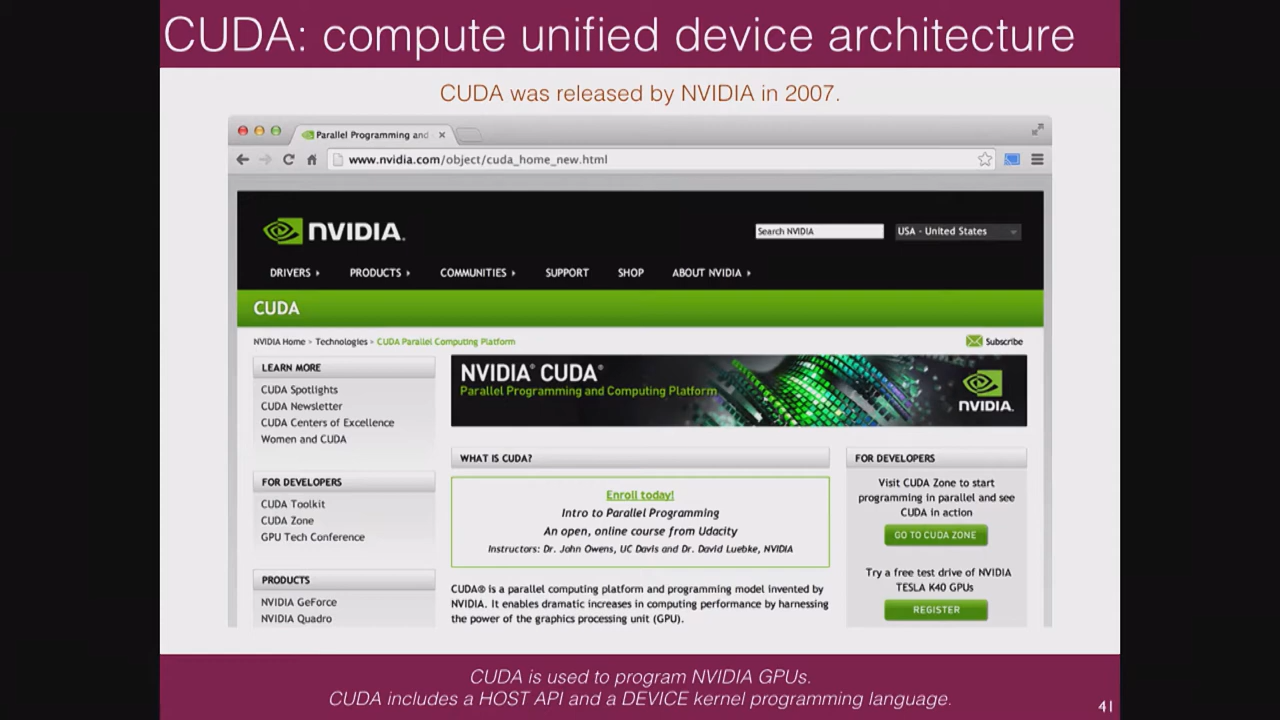 CUDA: compute unified device architecture
CUDA was released by NVIDIA in 2007.
Parallel Programming and
www.nvidia.com/object/cuda_home_new.html
NVIDIA.
Search NVIDIA
USA - United States
DRIVERS
PRODUCTS
COMMUNITIES
SUPPORT
SHOP
ABOUT NVIDIA
CUDA
NVIDIA Home > Technologies > CUDA Parallel Computing Platform
Subscribe
LEARN MORE
CUDA Spotlights
CUDA Newsletter
CUDA Centers of Excellence
Women and CUDA
FOR DEVELOPERS
CUDA Toolkit
CUDA Zone
GPU Tech Conference
PRODUCTS
NVIDIA GeForce
NVIDIA Quadro
NVIDIA® CUDA®
Parallel Programming and Computing Platform
NVIDIA.
WHAT IS CUDA?
Enroll today!
Intro to Parallel Programming
An open, online course from Udacity
Instructors: Dr. John Owens, UC Davis and Dr. David Luebke, NVIDIA
CUDA® is a parallel computing platform and programming model invented by
NVIDIA. It enables dramatic increases in computing performance by harnessing
the power of the graphics processing unit (GPU).
FOR DEVELOPERS
Visit CUDA Zone to start
programming in parallel and see
CUDA in action
GO TO CUDA ZONE
Try a free test drive of NVIDIA
TESLA K40 GPUs
REGISTER
CUDA is used to program NVIDIA GPUs.
CUDA includes a HOST API and a DEVICE kernel programming language.
41